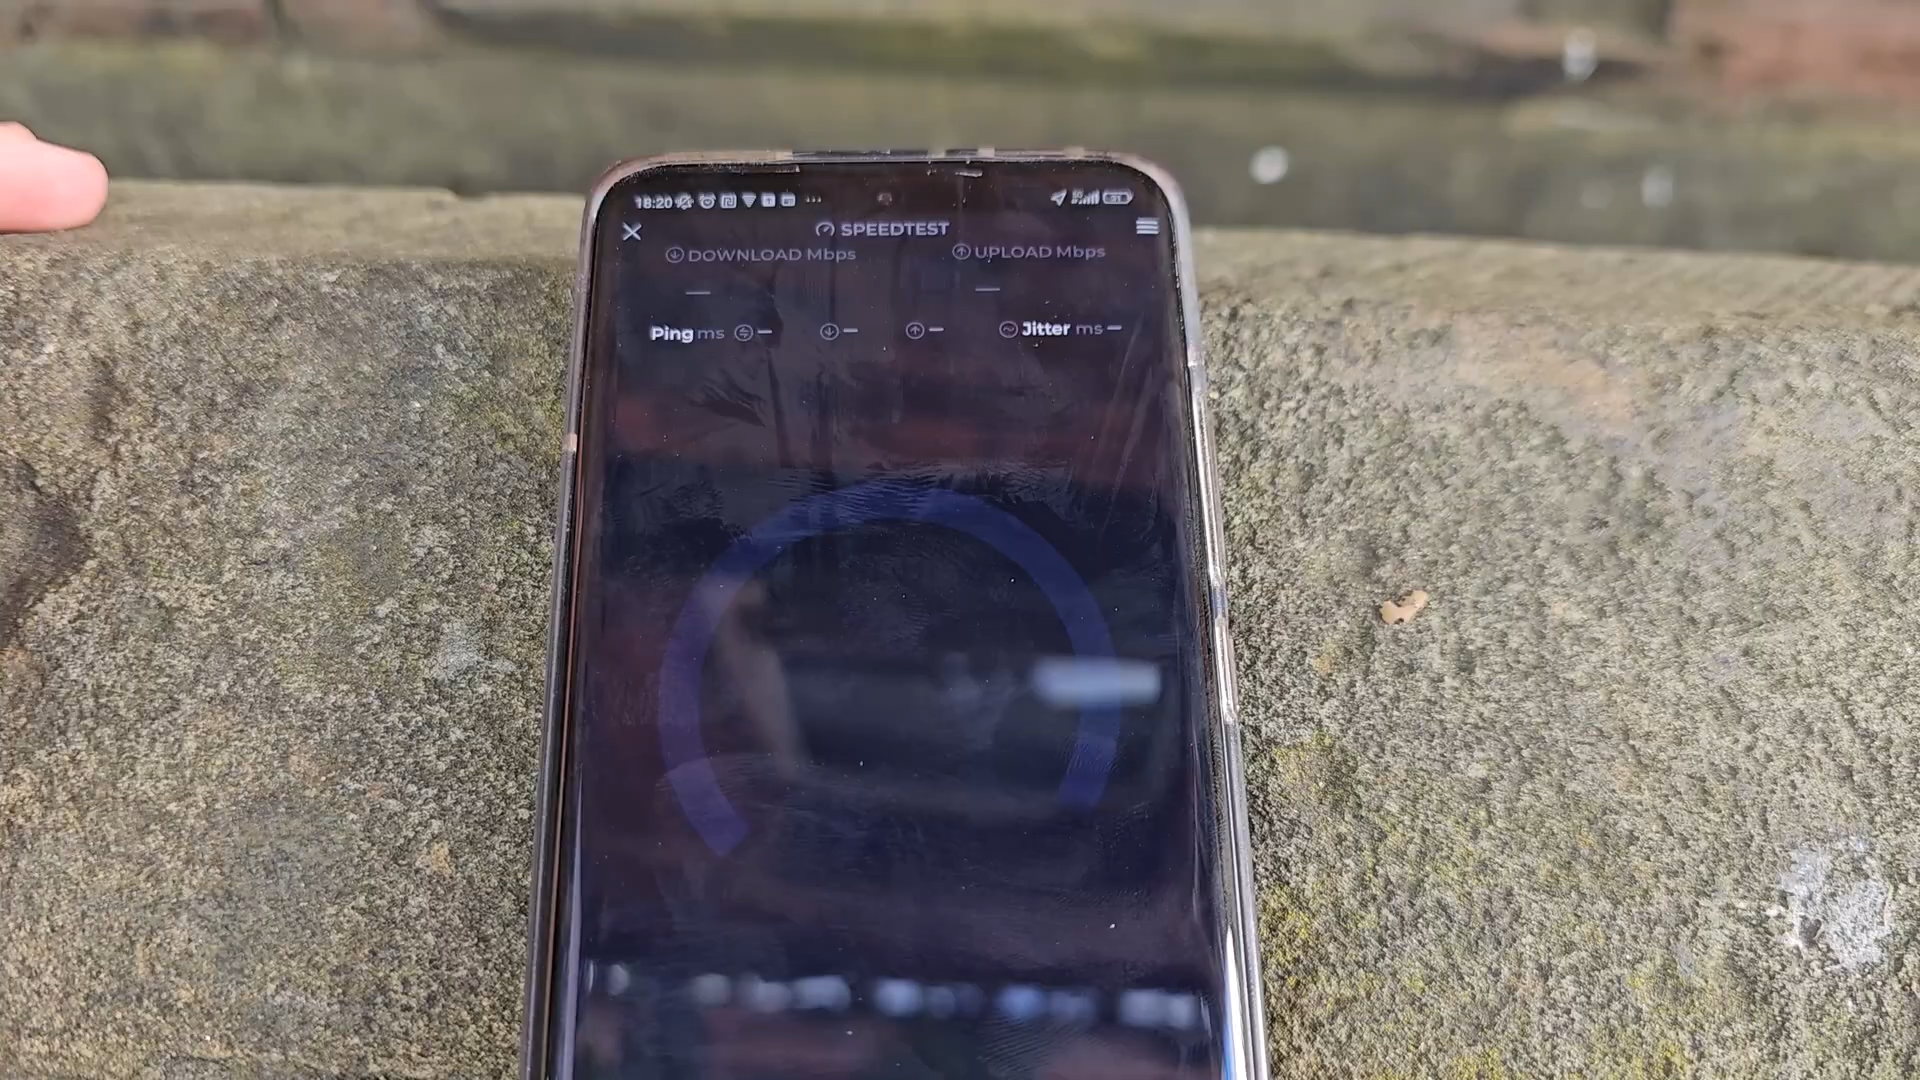 18:20
SPEEDTEST
DOWNLOAD Mbps
UPLOAD Mbps
— —
Ping ms – – – Jitter ms –